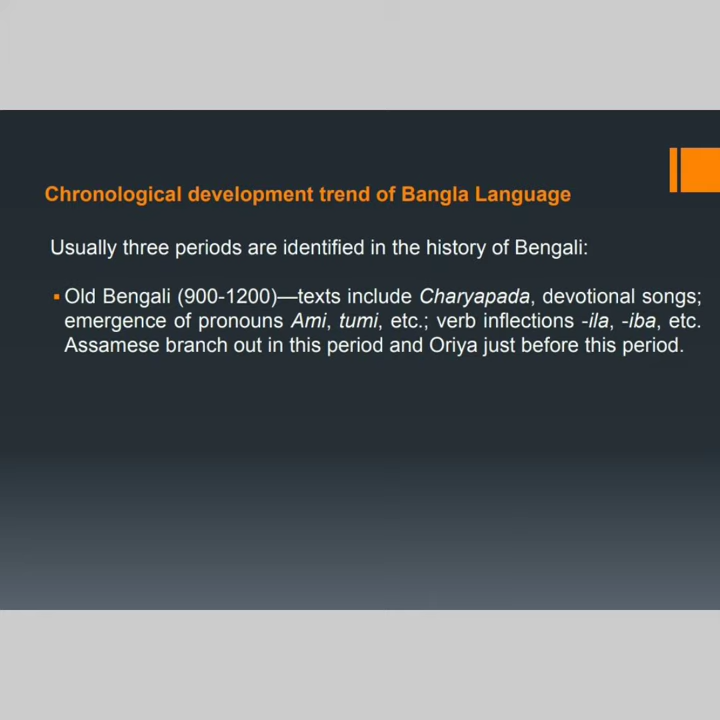 Chronological development trend of Bangla Language
Usually three periods are identified in the history of Bengali:
▪ Old Bengali (900-1200)—texts include Charyapada, devotional songs;
emergence of pronouns Ami, tumi, etc.; verb inflections -ila, -iba, etc.
Assamese branch out in this period and Oriya just before this period.